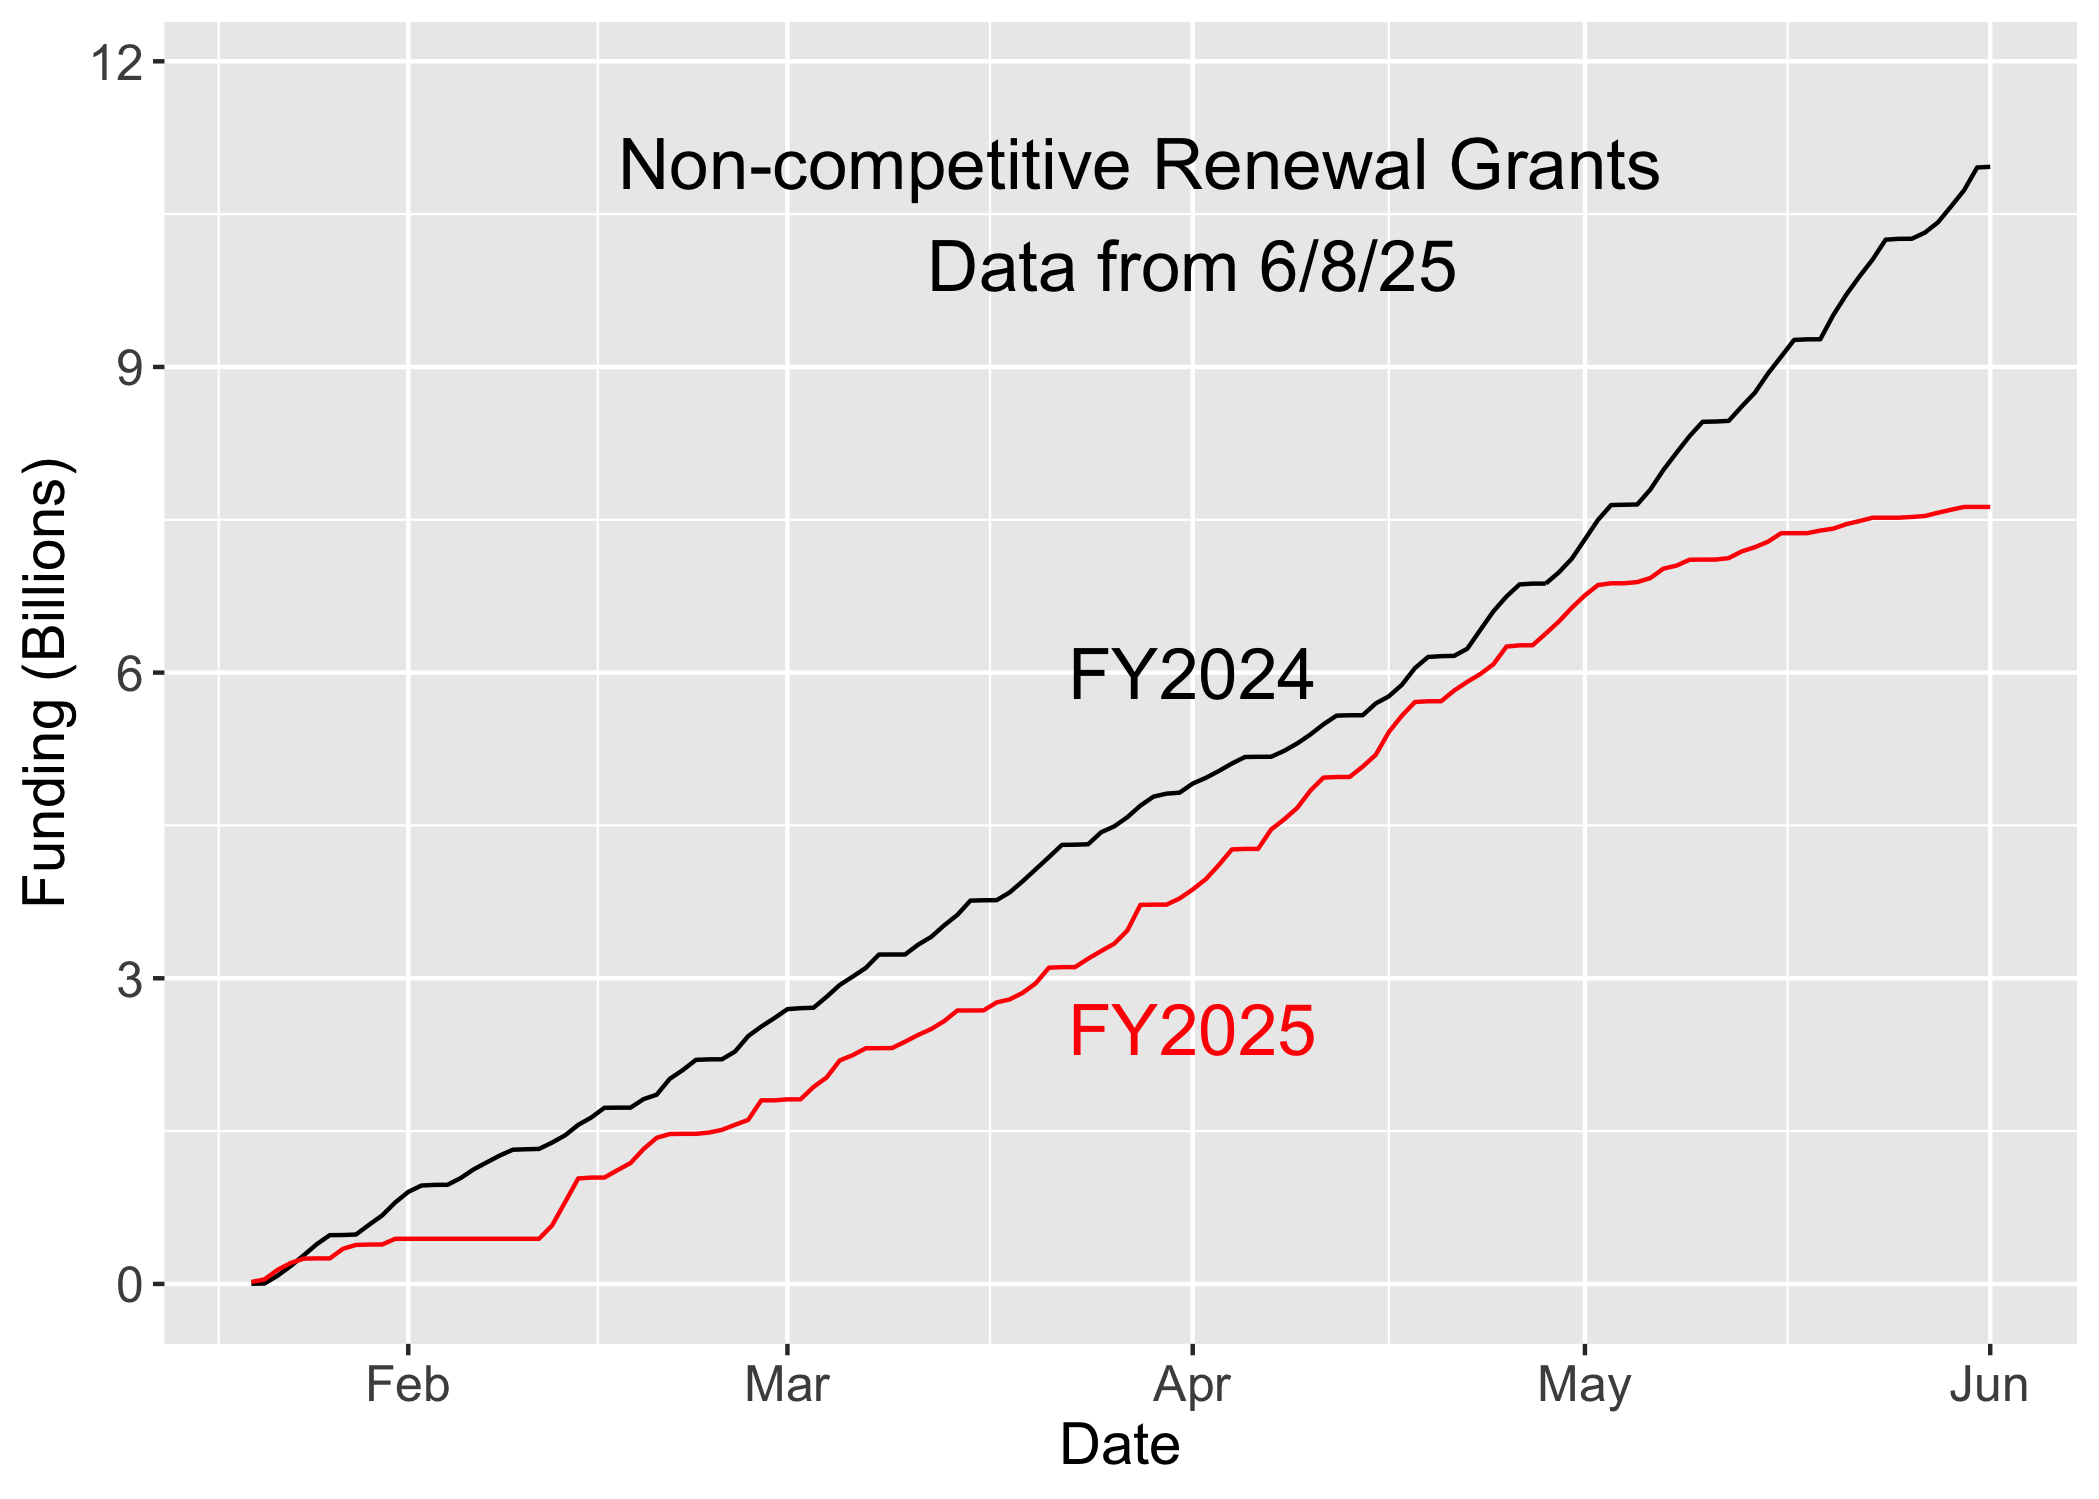 12
Non-competitive Renewal Grants
Data from 6/8/25
9
Funding (Billions)
6
FY2024
3
FY2025
0
Feb Mar Apr May Jun
Date